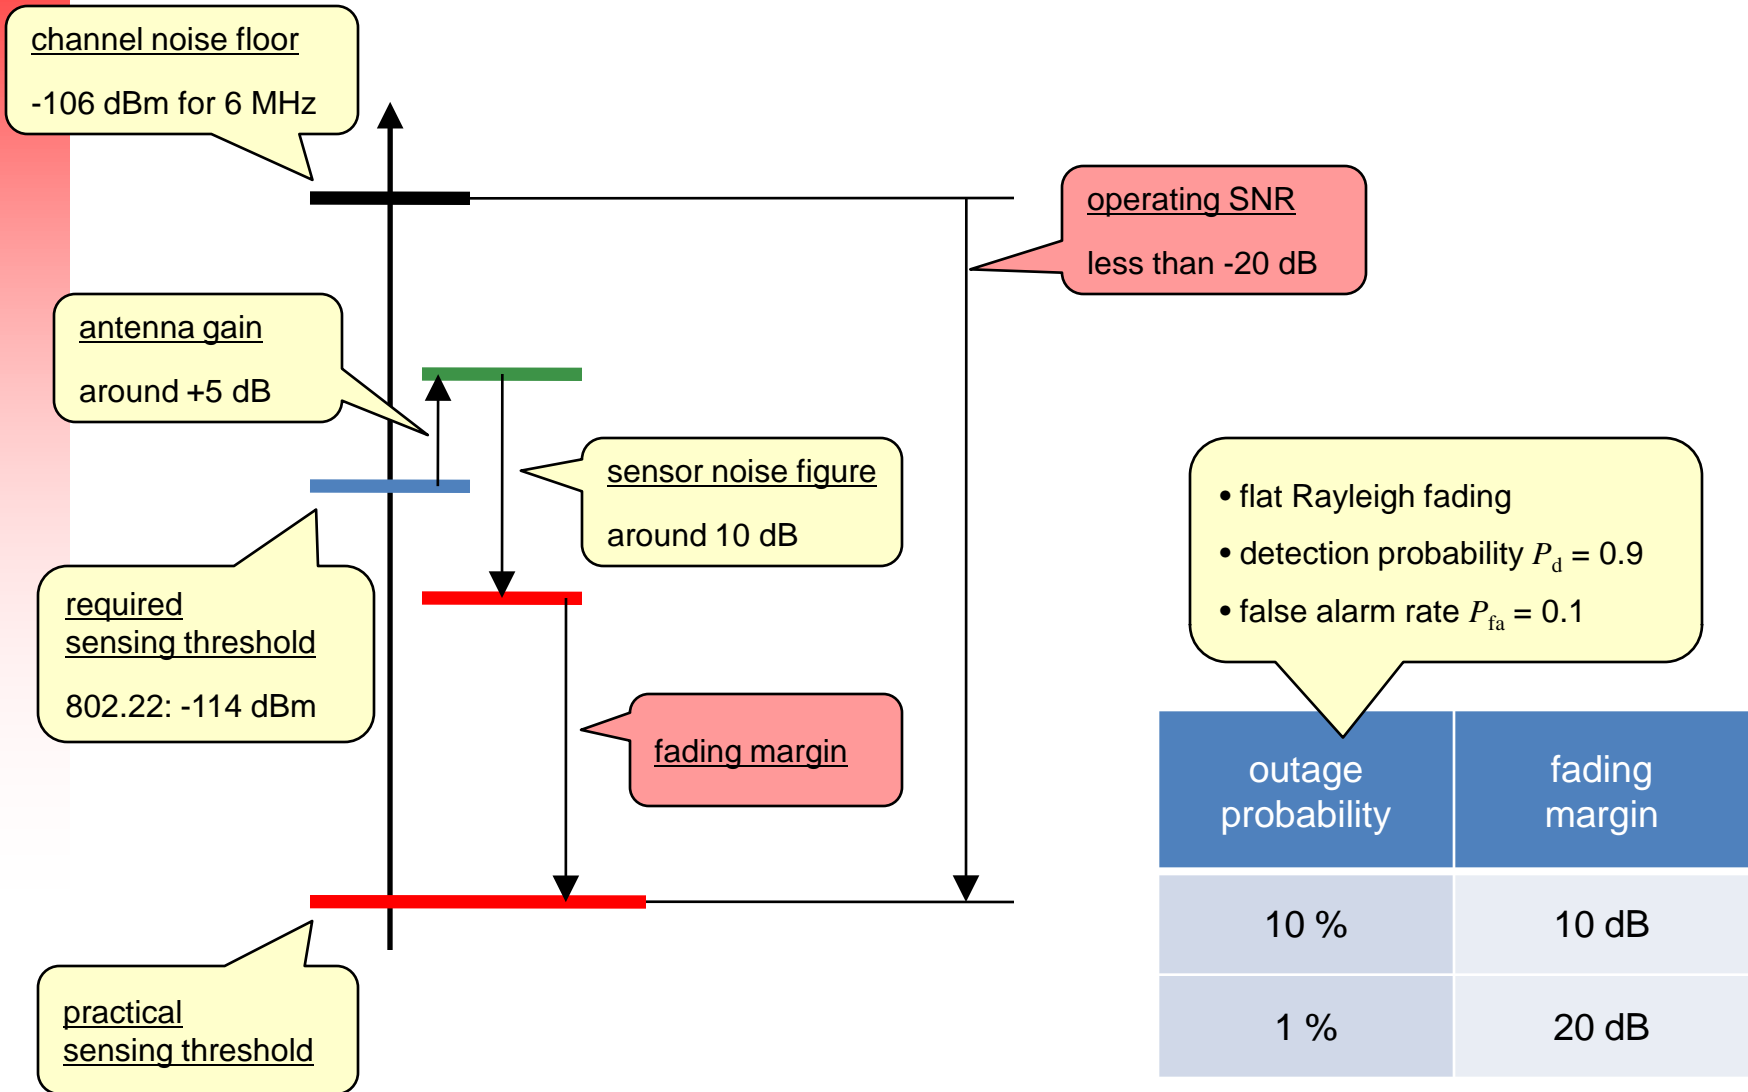 channel noise floor
-106 dBm for 6 MHz
operating SNR
less than -20 dB
antenna gain
around +5 dB
sensor noise figure
around 10 dB
required
sensing threshold
802.22: -114 dBm
fading margin
practical
sensing threshold
• flat Rayleigh fading
• detection probability Pd = 0.9
• false alarm rate Pfa = 0.1
outage probability fading margin
10 % 10 dB
1 % 20 dB